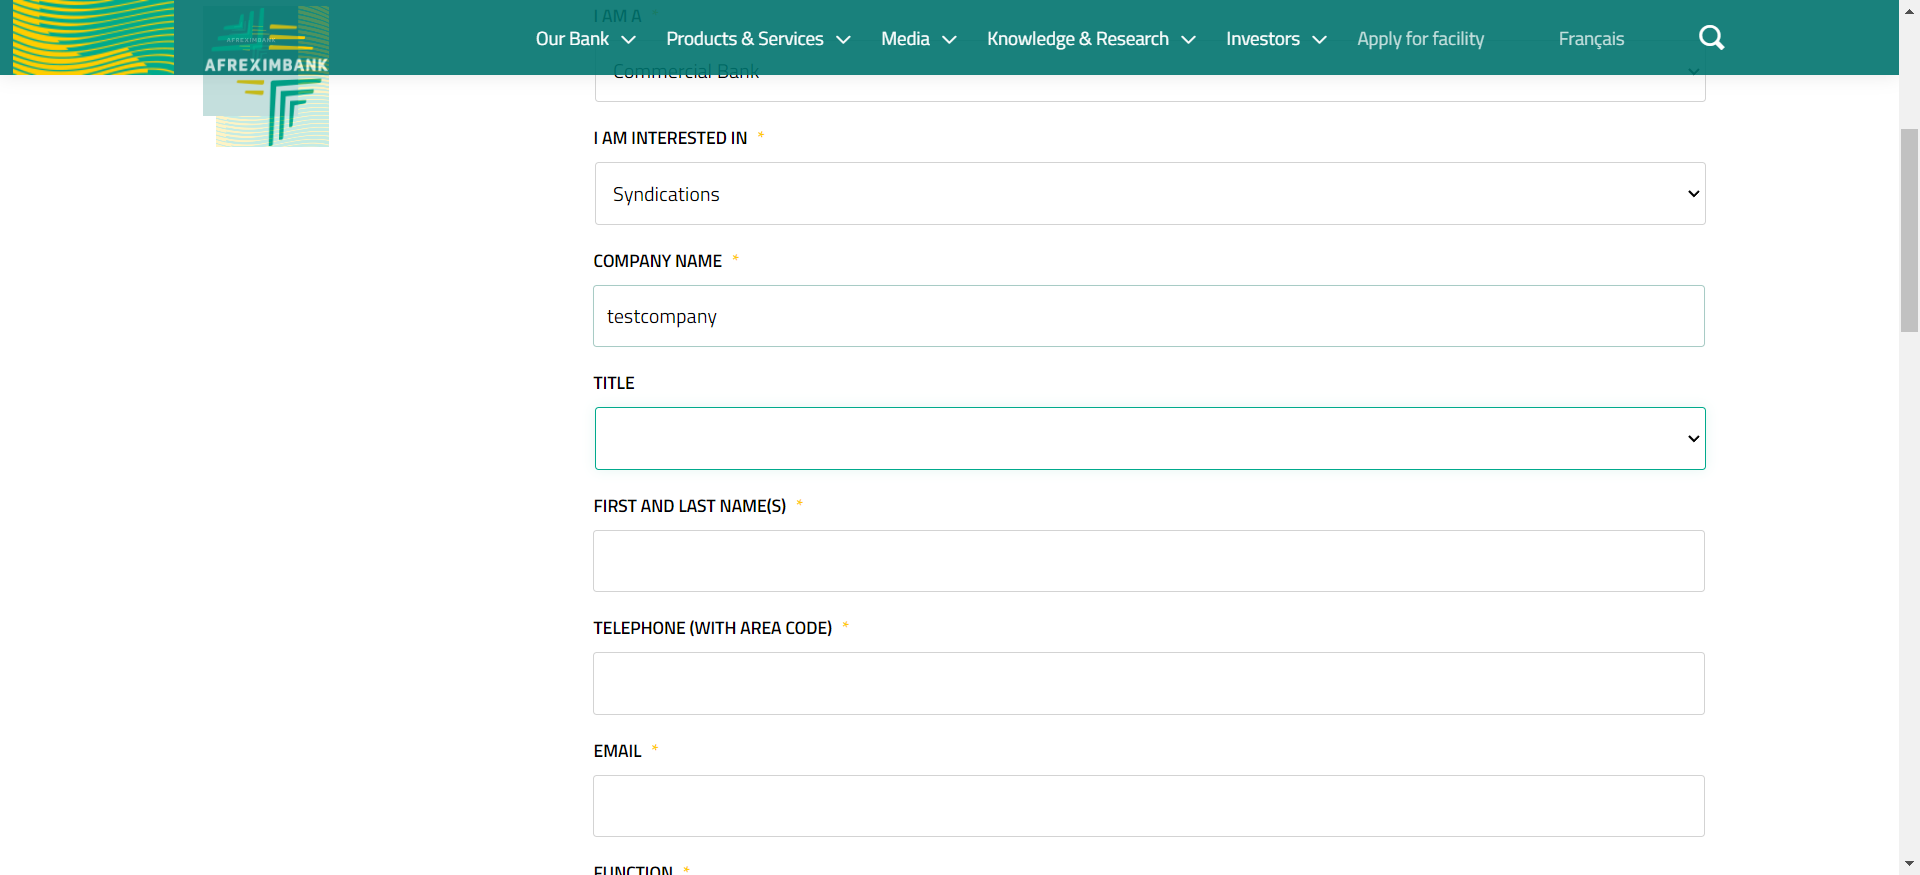 I AM A *
Our Bank
Products & Services
Media
Knowledge & Research
Investors
Apply for facility
Français
AFREXIMBANK
AFREXIMBANK
Commercial Bank
I AM INTERESTED IN *
Syndications
COMPANY NAME *
testcompany
TITLE
FIRST AND LAST NAME(S) *
TELEPHONE (WITH AREA CODE) *
EMAIL *
FUNCTION *